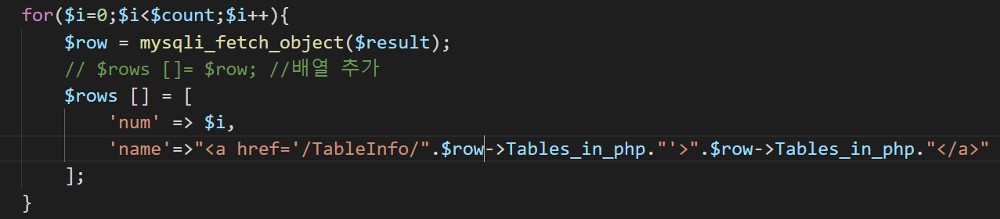 for($i=0;$i<$count;$i++){
$row = mysqli_fetch_object($result);
// $rows []= $row; //배열 추가
$rows [] = [
'num' => $i,
'name'=>"<a href='/TableInfo/".$row->Tables_in_php."'>".$row->Tables_in_php."</a>"
];
}